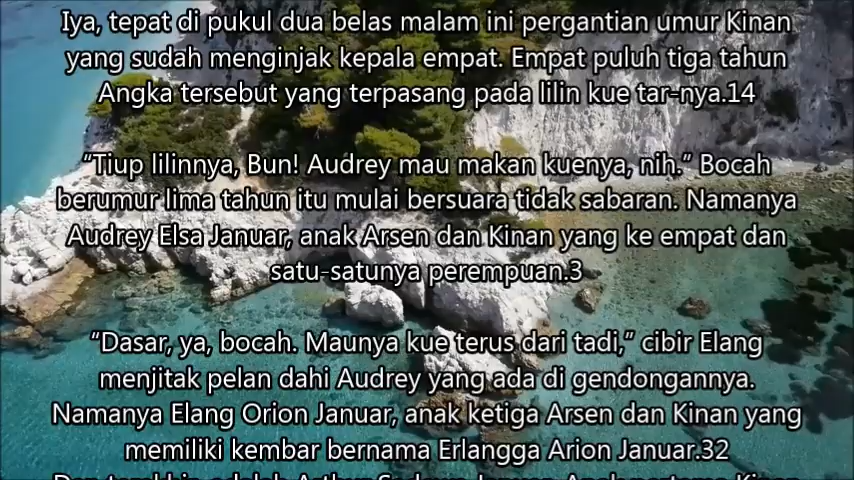 Iya, tepat di pukul dua belas malam ini pergantian umur Kinan
yang sudah menginjak kepala empat. Empat puluh tiga tahun
Angka tersebut yang terpasang pada lilin kue tar-nya.14
“Tiup lilinnya, Bun! Audrey mau makan kuenya, nih.” Bocah
berumur lima tahun itu mulai bersuara tidak sabaran. Namanya
Audrey Elsa Januar, anak Arsen dan Kinan yang ke empat dan
satu-satunya perempuan.3
“Dasar, ya, bocah. Maunya kue terus dari tadi,” cibir Elang
menjitak pelan dahi Audrey yang ada di gendongannya.
Namanya Elang Orion Januar, anak ketiga Arsen dan Kinan yang
memiliki kembar bernama Erlangga Arion Januar.32